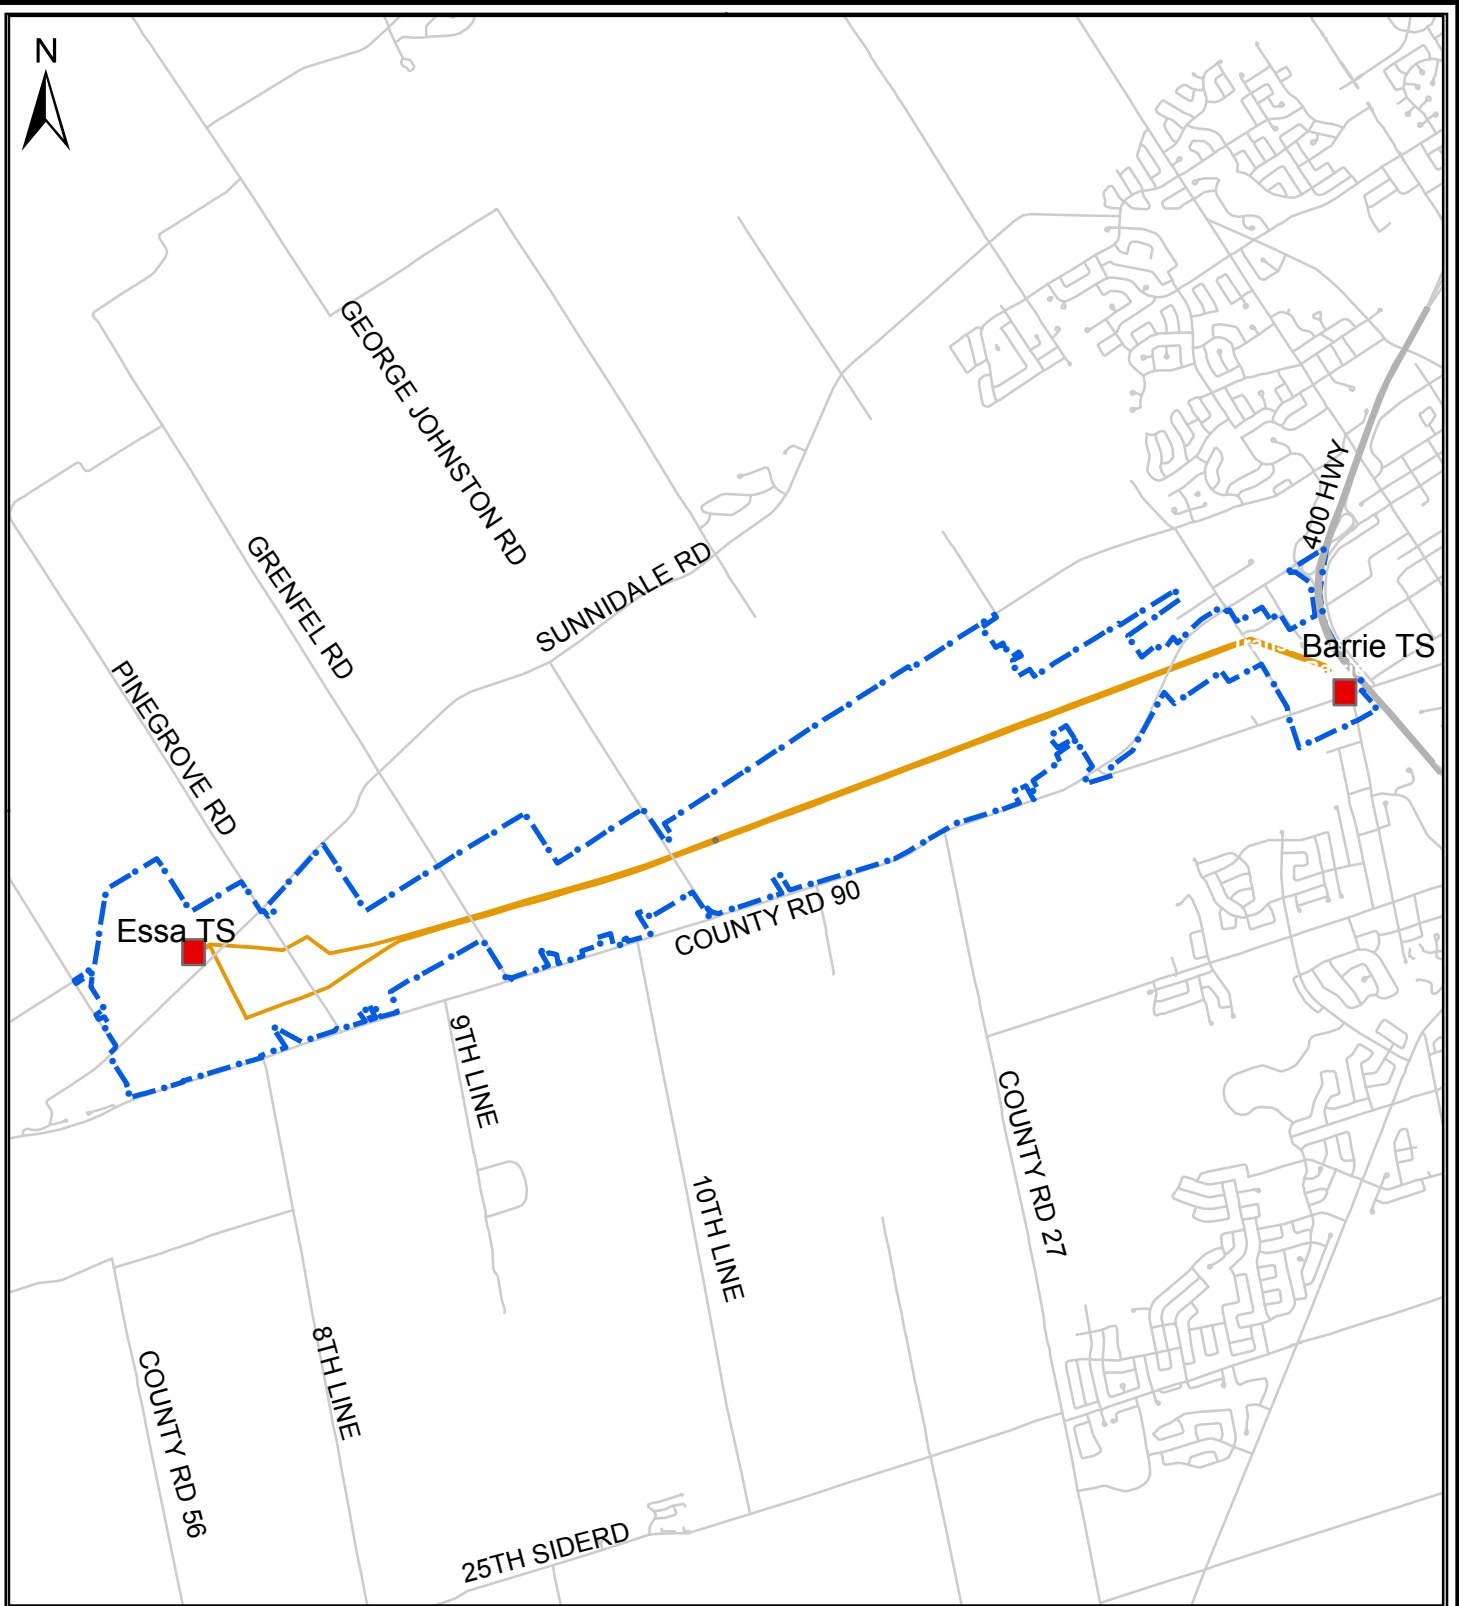 N
GEORGE JOHNSTON RD
400 HWY
GRENFEL RD
SUNNIDALE RD
Barrie TS
PINEGROVE RD
Essa TS
COUNTY RD 90
9TH LINE
COUNTY RD 27
10TH LINE
8TH LINE
COUNTY RD 56
25TH SIDERD